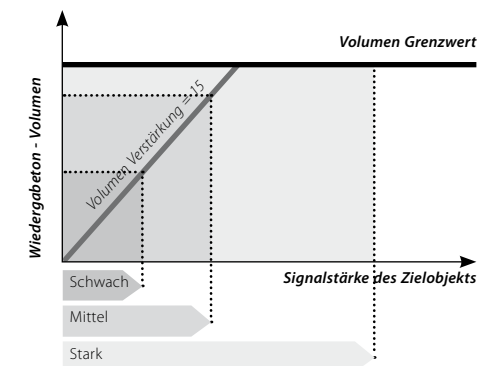 Volumen Grenzwert
Wiedergabeton - Volumen
Volumen Verstärkung = 15
Signalstärke des Zielobjekts
Schwach
Mittel
Stark